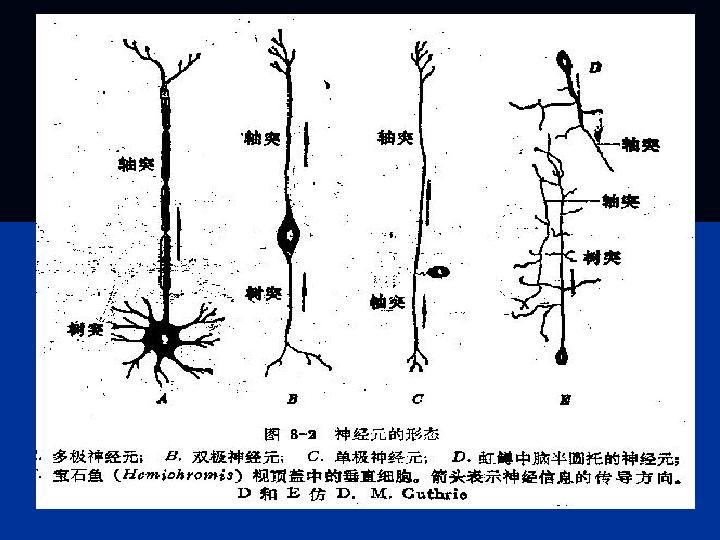 D
轴突
轴突
轴突
轴突
轴突
树突
树突
轴突
树突
A
B
C
E
图 8-2 神经元的形态
. 多极神经元; B. 双极神经元; C. 单极神经元; D. 虹鳟中脑半圆托的神经元;
. 宝石鱼 (Hemiohromis) 视顶盖中的垂直细胞。箭头表示神经信息的传导方向。
D 和 E 仿 D. M. Guthrie